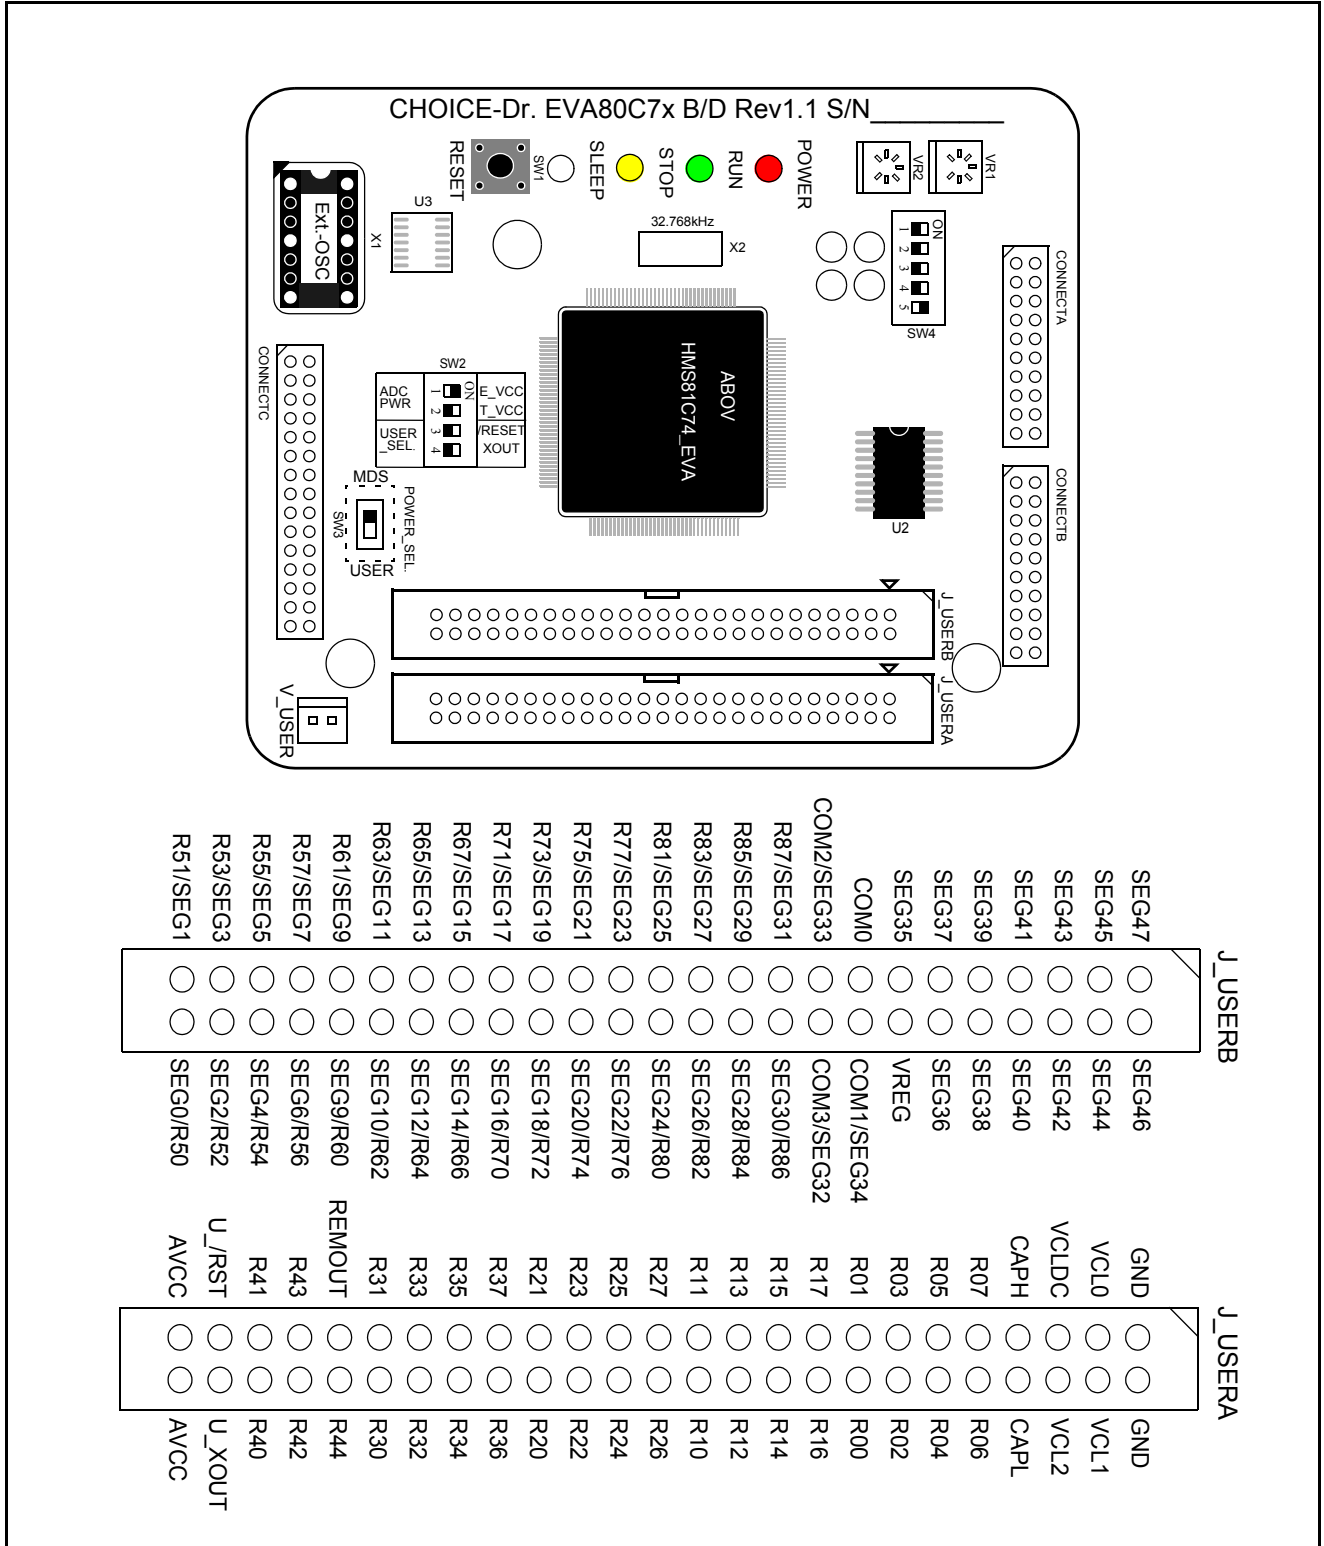 CHOICE-Dr. EVA80C7x B/D Rev1.1 S/N_________
RESET
SW1
SLEEP
STOP
RUN
POWER
VR2
VR1
Ext.-OSC
X1
U3
32.768kHz
X2
ON
1
2
3
4
5
SW4
CONNECTA
CONNECTC
SW2
ADC
PWR
USER
_SEL.
ON
1
2
3
4
E_VCC
T_VCC
/RESET
XOUT
ABOV
HMS81C74_EVA
MDS
SW3
POWER_SEL.
USER
U2
CONNECTB
J_USERB
J_USERA
V_USER
R51/SEG1
R53/SEG3
R55/SEG5
R57/SEG7
R61/SEG9
R63/SEG11
R65/SEG13
R67/SEG15
R71/SEG17
R73/SEG19
R75/SEG21
R77/SEG23
R81/SEG25
R83/SEG27
R85/SEG29
R87/SEG31
COM2/SEG33
COM0
SEG35
SEG37
SEG39
SEG41
SEG43
SEG45
SEG47
J_USERB
SEG0/R50
SEG2/R52
SEG4/R54
SEG6/R56
SEG9/R60
SEG10/R62
SEG12/R64
SEG14/R66
SEG16/R70
SEG18/R72
SEG20/R74
SEG22/R76
SEG24/R80
SEG26/R82
SEG28/R84
SEG30/R86
COM3/SEG32
COM1/SEG34
VREG
SEG36
SEG38
SEG40
SEG42
SEG44
SEG46
AVCC
U_/RST
R41
R43
REMOUT
R31
R33
R35
R37
R21
R23
R25
R27
R11
R13
R15
R17
R01
R03
R05
R07
CAPH
VCLDC
VCL0
GND
J_USERA
AVCC
U_XOUT
R40
R42
R44
R30
R32
R34
R36
R20
R22
R24
R26
R10
R12
R14
R16
R00
R02
R04
R06
CAPL
VCL2
VCL1
GND